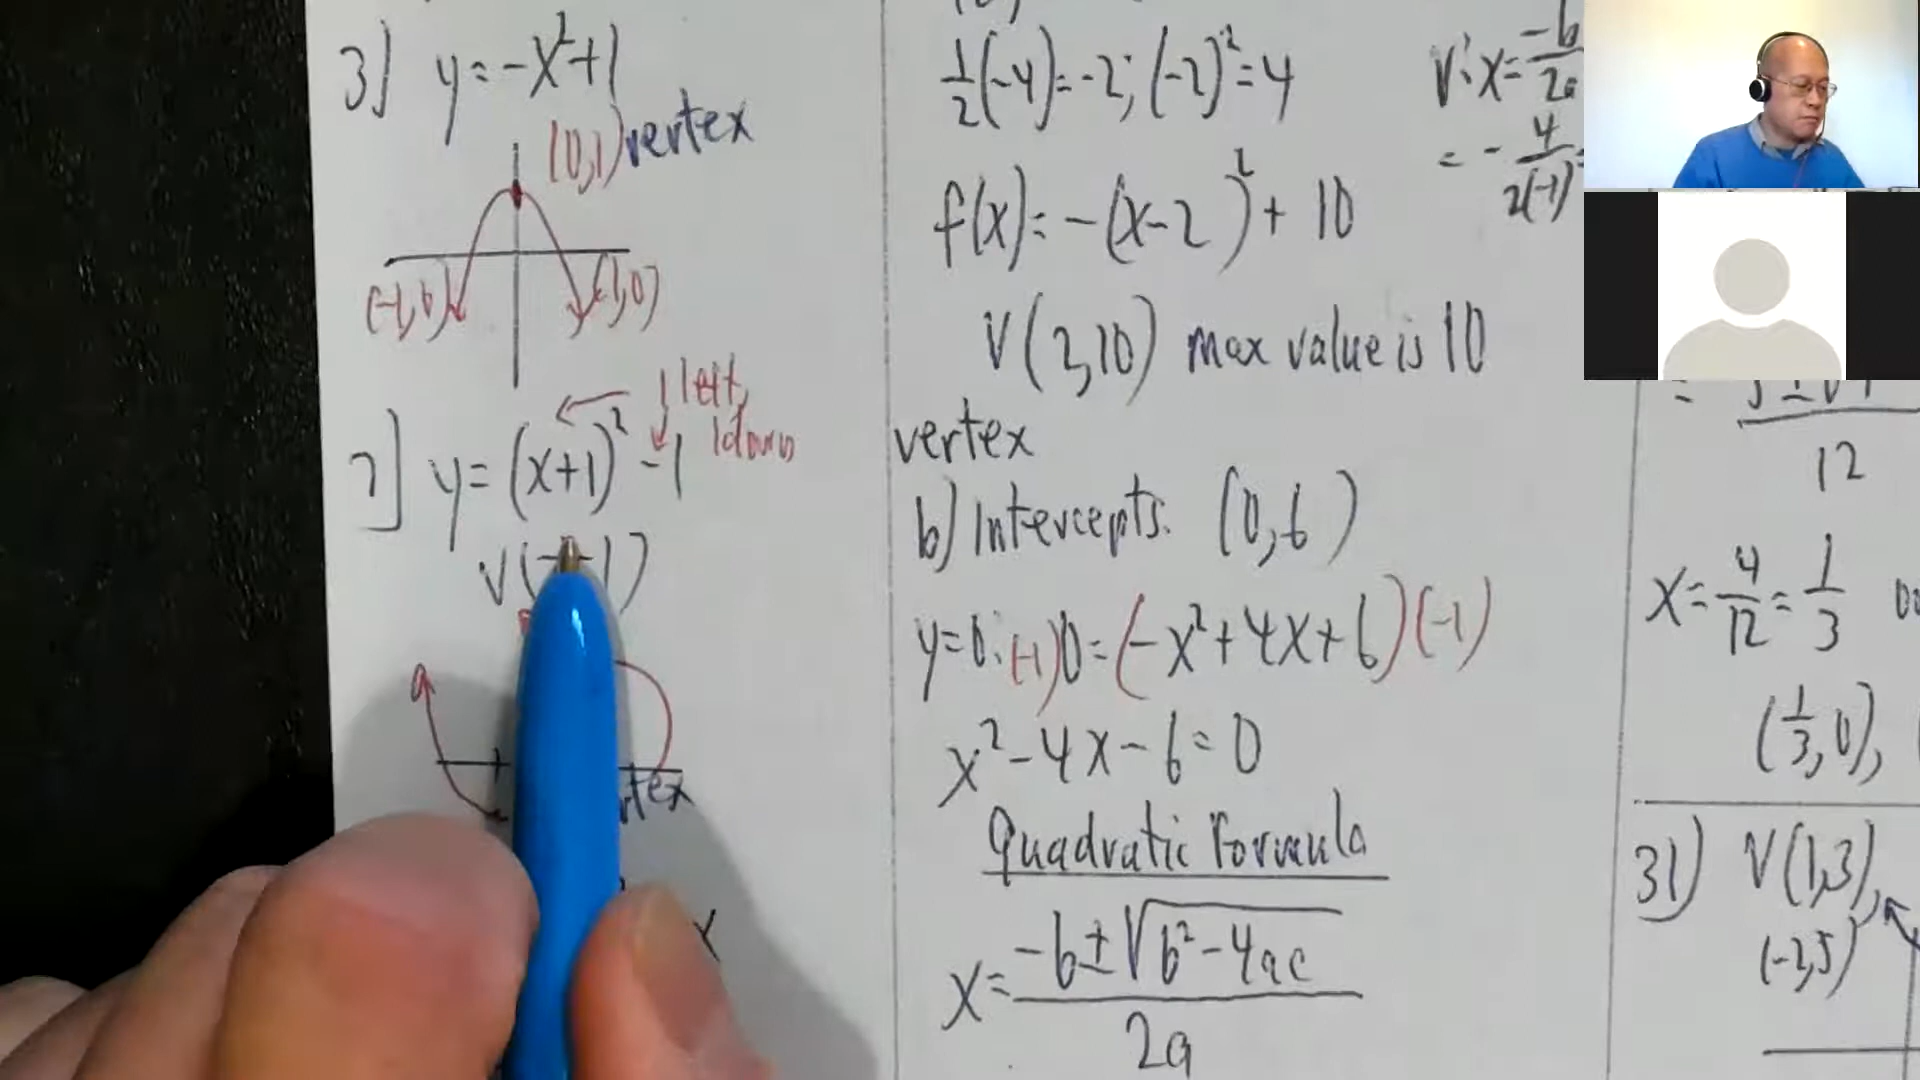 3) y = -x² + 1
(0,1) vertex
(-1,0)
(1,0)
1 left,
1 down
7] y = (x+1)² - 1
V(
1)
rtex
1/2(-4) = -2; (-2)² = 4
f(x) = -(x-2)² + 10
V(2,10) max value is 10
vertex
b) Intercepts. (0,6)
y=0: (-1)0 = (-x² + 4x + 6)(-1)
x² - 4x - 6 = 0
Quadratic Formula
x = (-b ± √(b² - 4ac)) / 2a
V: x = -b/2a
= -4/2(-1)
12
x = 4/12 = 1/3
(1/3, 0),
31) V(1,3),
(-2,5)